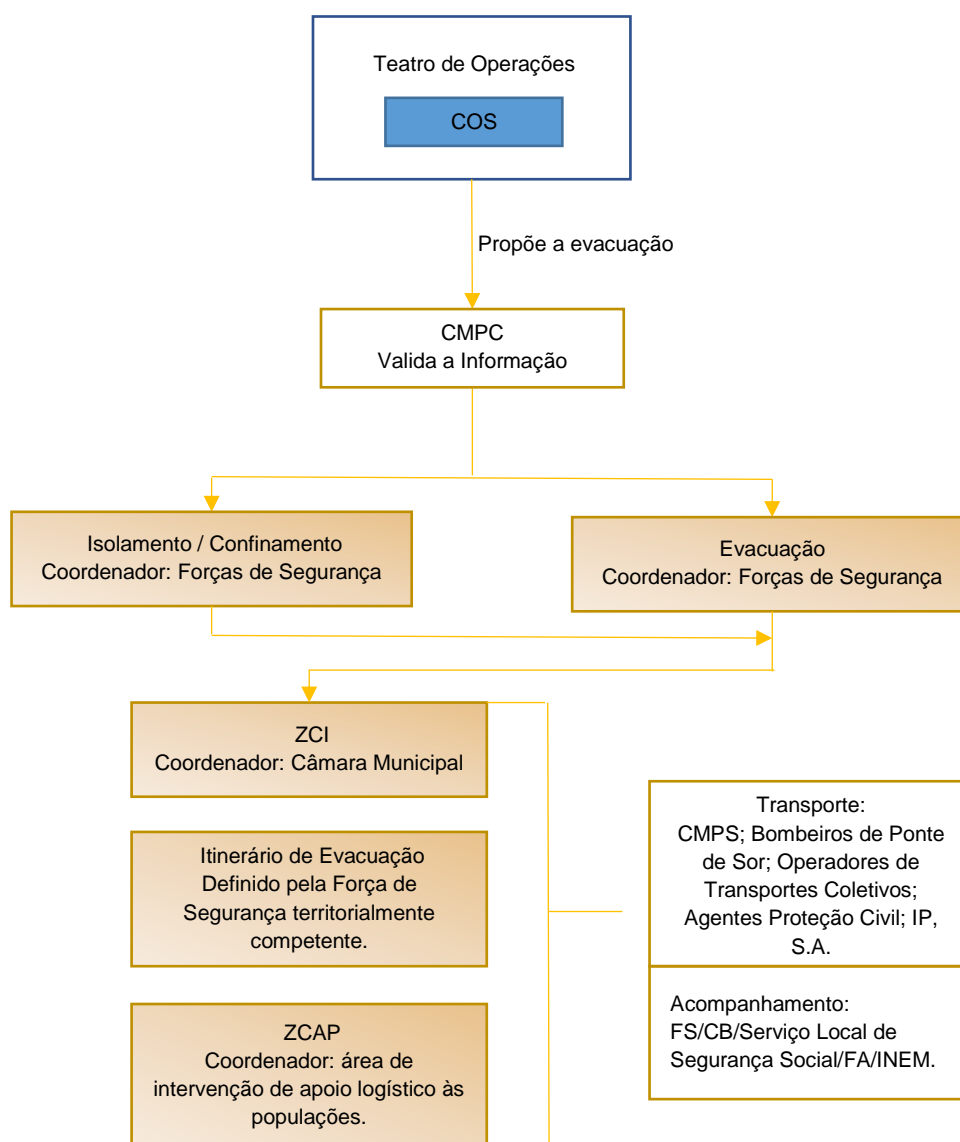 Teatro de Operações
COS
Propõe a evacuação
CMPC
Valida a Informação
Isolamento / Confinamento
Coordenador: Forças de Segurança
Evacuação
Coordenador: Forças de Segurança
ZCI
Coordenador: Câmara Municipal
Itinerário de Evacuação
Definido pela Força de
Segurança territorialmente
competente.
ZCAP
Coordenador: área de
intervenção de apoio logístico às
populações.
Transporte:
CMPS; Bombeiros de Ponte
de Sor; Operadores de
Transportes Coletivos;
Agentes Proteção Civil; IP,
S.A.
Acompanhamento:
FS/CB/Serviço Local de
Segurança Social/FA/INEM.